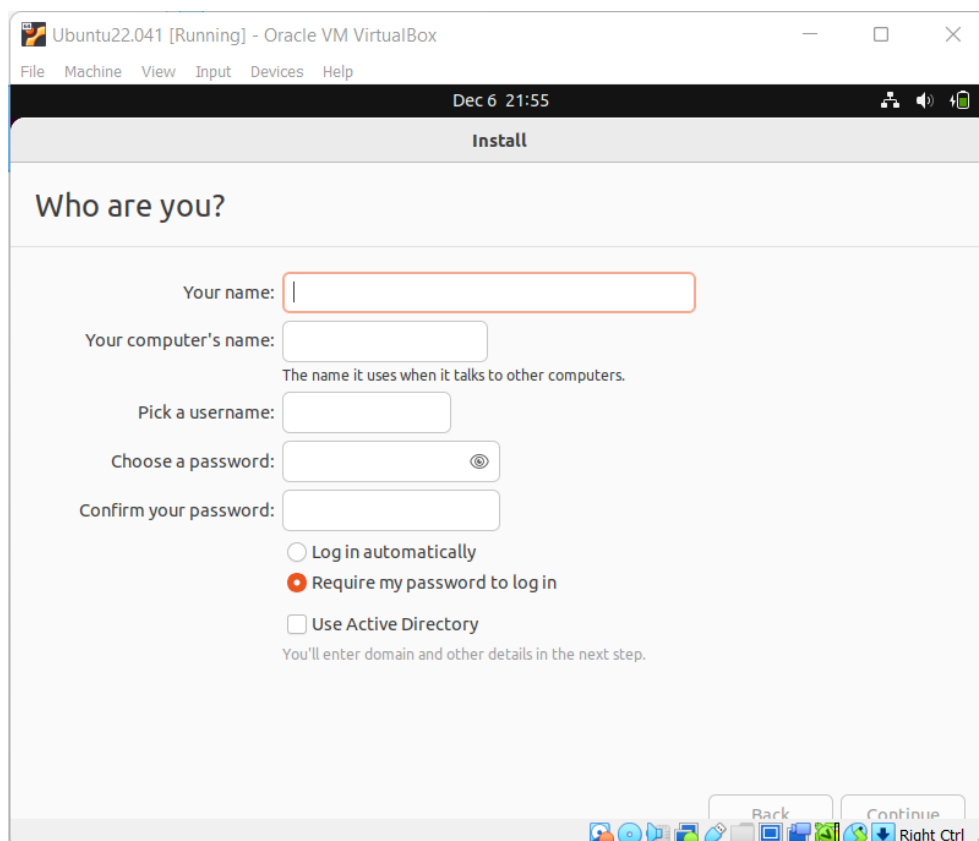 Ubuntu22.041 [Running] - Oracle VM VirtualBox
File Machine View Input Devices Help
Dec 6 21:55
Install
Who are you?
Your name:
Your computer's name:
The name it uses when it talks to other computers.
Pick a username:
Choose a password:
Confirm your password:
Log in automatically
Require my password to log in
Use Active Directory
You'll enter domain and other details in the next step.
Back Continue
Right Ctrl